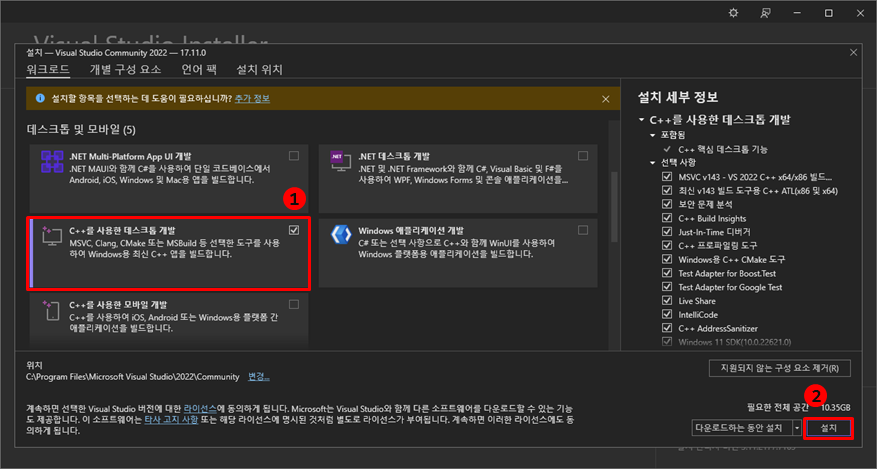 Visual Studio Installer
설치 — Visual Studio Community 2022 — 17.11.0
워크로드 개별 구성 요소 언어 팩 설치 위치
설치할 항목을 선택하는 데 도움이 필요하십니까? 추가 정보
데스크톱 및 모바일 (5)
.NET Multi-Platform App UI 개발
.NET MAUI와 함께 C#를 사용하여 단일 코드베이스에서
Android, iOS, Windows 및 Mac용 앱을 빌드합니다.
.NET 데스크톱 개발
.NET 및 .NET Framework와 함께 C#, Visual Basic 및 F#를
사용하여 WPF, Windows Forms 및 콘솔 애플리케이션을...
1
C++를 사용한 데스크톱 개발
MSVC, Clang, CMake 또는 MSBuild 등 선택한 도구를 사용
하여 Windows용 최신 C++ 앱을 빌드합니다.
Windows 애플리케이션 개발
C# 또는 선택 사항으로 C++와 함께 WinUI를 사용하여
Windows 플랫폼용 애플리케이션을 빌드합니다.
C++를 사용한 모바일 개발
C++를 사용하여 iOS, Android 또는 Windows용 플랫폼 간
애플리케이션을 빌드합니다.
설치 세부 정보
C++를 사용한 데스크톱 개발
포함됨
C++ 핵심 데스크톱 기능
선택 사항
MSVC v143 - VS 2022 C++ x64/x86 빌드...
최신 v143 빌드 도구용 C++ ATL(x86 및 x64)
보안 문제 분석
C++ Build Insights
Just-In-Time 디버거
C++ 프로파일링 도구
Windows용 C++ CMake 도구
Test Adapter for Boost.Test
Test Adapter for Google Test
Live Share
IntelliCode
C++ AddressSanitizer
Windows 11 SDK(10.0.22621.0)
위치
C:\Program Files\Microsoft Visual Studio\2022\Community 변경...
지원되지 않는 구성 요소 제거(R)
계속하면 선택한 Visual Studio 버전에 대한 라이선스에 동의하게 됩니다. Microsoft는 Visual Studio와 함께 다른 소프트웨어를 다운로드할 수 있는 기능
도 제공합니다. 이 소프트웨어는 타사 고지 사항 또는 해당 라이선스에 명시된 것처럼 별도로 라이선스가 부여됩니다. 계속하면 이러한 라이선스에도 동
의하게 됩니다.
2
필요한 전체 공간 10.35GB
다운로드하는 동안 설치
설치